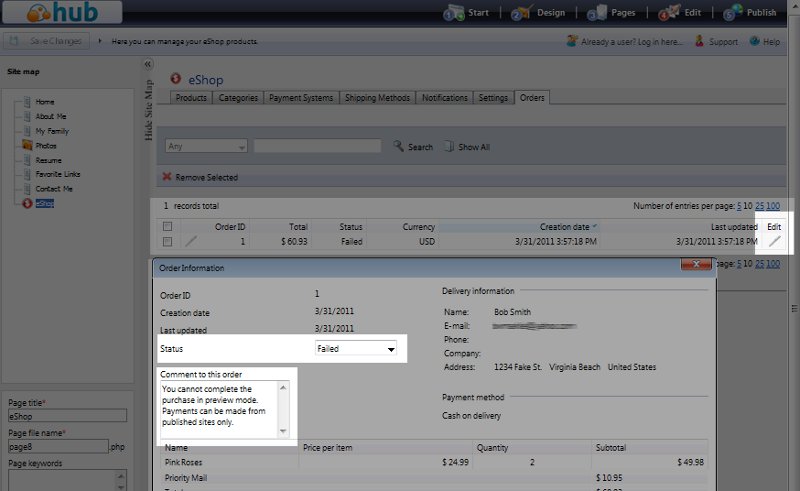 hub
1 Start
2 Design
3 Pages
4 Edit
5 Publish
Save Changes
Here you can manage your eShop products.
Already a user? Log in here...
Support
Help
Site map
Home
About Me
My Family
Photos
Resume
Favorite Links
Contact Me
eShop
Hide Site Map
eShop
Products
Categories
Payment Systems
Shipping Methods
Notifications
Settings
Orders
Any
Search
Show All
Remove Selected
1 records total
Number of entries per page: 5 10 25 100
Order ID Total Status Currency Creation date Last updated Edit
1 $ 60.93 Failed USD 3/31/2011 3:57:18 PM 3/31/2011 3:57:18 PM
page: 5 10 25 100
Order Information
Order ID 1
Creation date 3/31/2011
Last updated 3/31/2011
Status Failed
Comment to this order
You cannot complete the
purchase in preview mode.
Payments can be made from
published sites only.
Delivery information
Name: Bob Smith
E-mail:
Phone:
Company:
Address: 1234 Fake St. Virginia Beach United States
Payment method
Cash on delivery
Name Price per item Quantity Subtotal
Pink Roses $ 24.99 2 $ 49.98
Priority Mail $ 10.95
Page title*
eShop
Page file name*
page8 .php
Page keywords